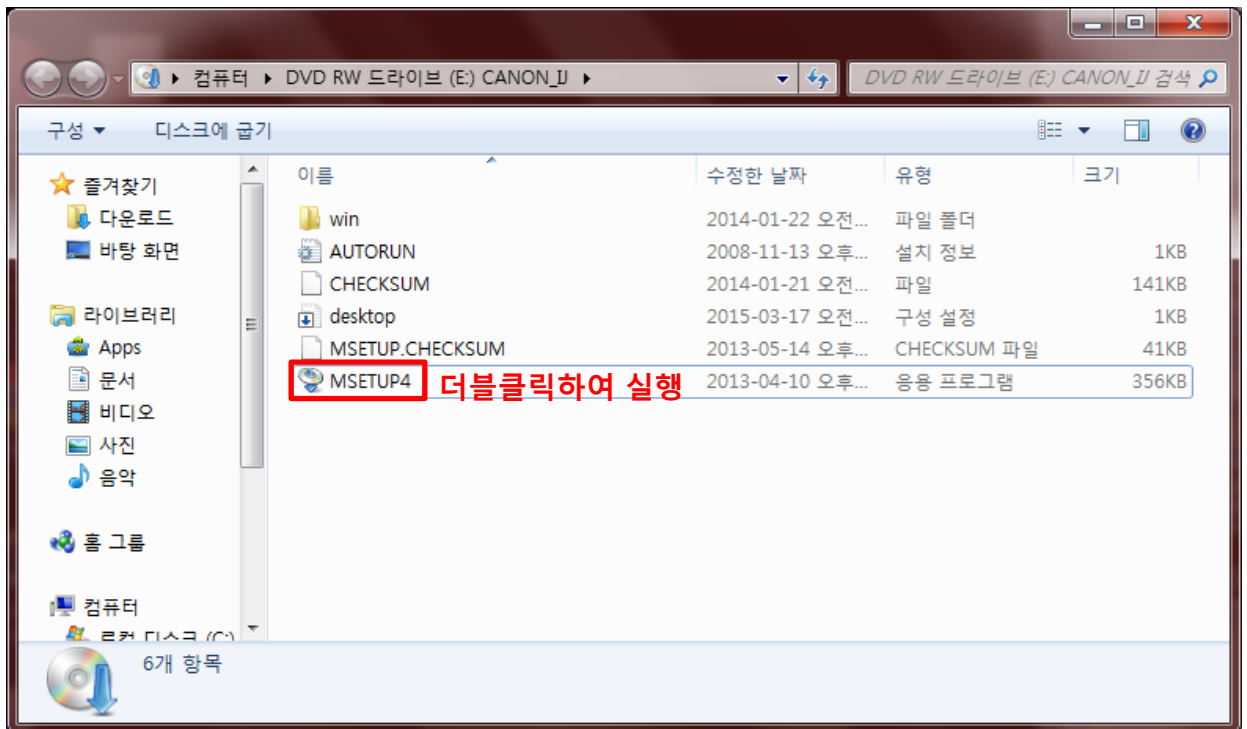 컴퓨터 ▸ DVD RW 드라이브 (E:) CANON_IJ ▸
DVD RW 드라이브 (E:) CANON_IJ 검색
구성 디스크에 굽기
이름 수정한 날짜 유형 크기
즐겨찾기
다운로드
바탕 화면
라이브러리
Apps
문서
비디오
사진
음악
홈 그룹
컴퓨터
로컬 디스크 (C:)
win 2014-01-22 오전... 파일 폴더
AUTORUN 2008-11-13 오후... 설치 정보 1KB
CHECKSUM 2014-01-21 오전... 파일 141KB
desktop 2015-03-17 오전... 구성 설정 1KB
MSETUP.CHECKSUM 2013-05-14 오후... CHECKSUM 파일 41KB
MSETUP4 더블클릭하여 실행 2013-04-10 오후... 응용 프로그램 356KB
6개 항목